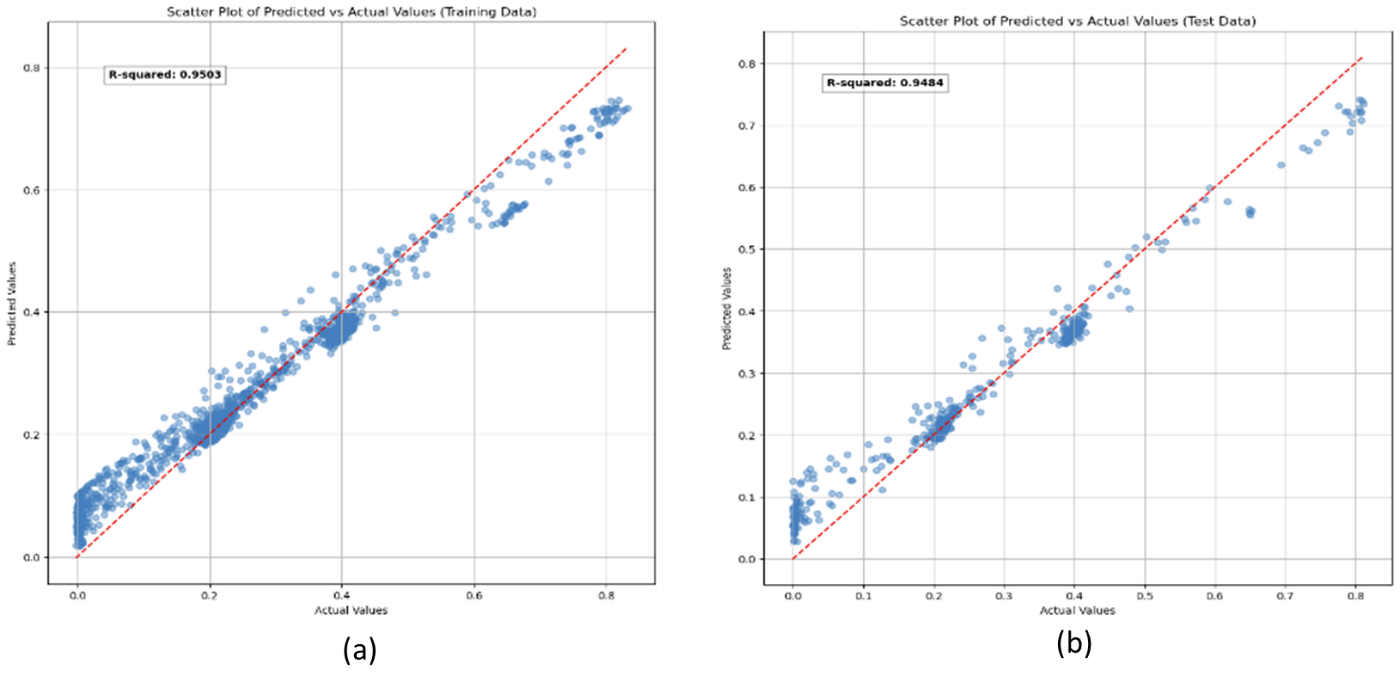 Scatter Plot of Predicted vs Actual Values (Training Data)
R-squared: 0.9503
Predicted Values
0.8
0.6
0.4
0.2
0.0
0.0 0.2 0.4 0.6 0.8
Actual Values
(a)
Scatter Plot of Predicted vs Actual Values (Test Data)
R-squared: 0.9484
Predicted Values
0.8
0.7
0.6
0.5
0.4
0.3
0.2
0.1
0.0
0.0 0.1 0.2 0.3 0.4 0.5 0.6 0.7 0.8
Actual Values
(b)